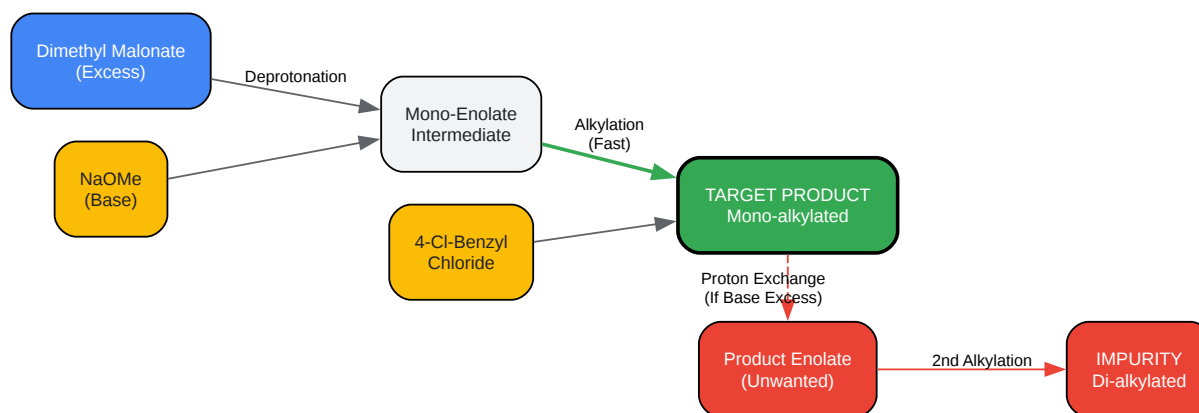 Dimethyl Malonate
(Excess)
Deprotonation
NaOMe
(Base)
Mono-Enolate
Intermediate
Alkylation
(Fast)
4-Cl-Benzyl
Chloride
TARGET PRODUCT
Mono-alkylated
Proton Exchange
(If Base Excess)
Product Enolate
(Unwanted)
2nd Alkylation
IMPURITY
Di-alkylated